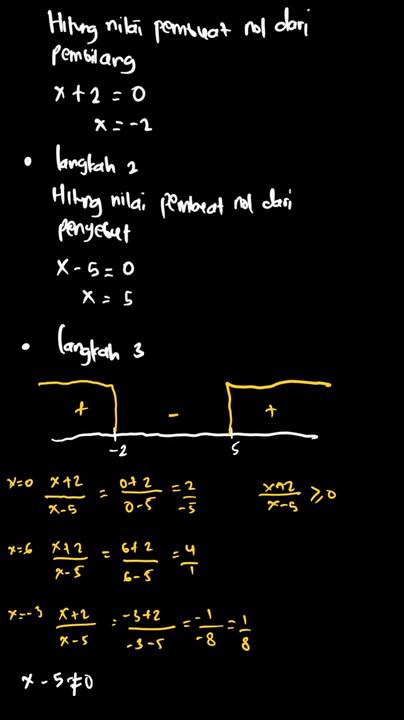 Hitung nilai pembuat nol dari
pembilang
x + 2 = 0
x = -2
• langkah 2
Hitung nilai pembuat nol dari
penyebut
x - 5 = 0
x = 5
• langkah 3
+ - +
-2 5
x=0 x+2/x-5 = 0+2/0-5 = 2/-5 x+2/x-5 ≥ 0
x=6 x+2/x-5 = 6+2/6-5 = 4/1
x=-3 x+2/x-5 = -3+2/-3-5 = -1/-8 = 1/8
x - 5 ≠ 0